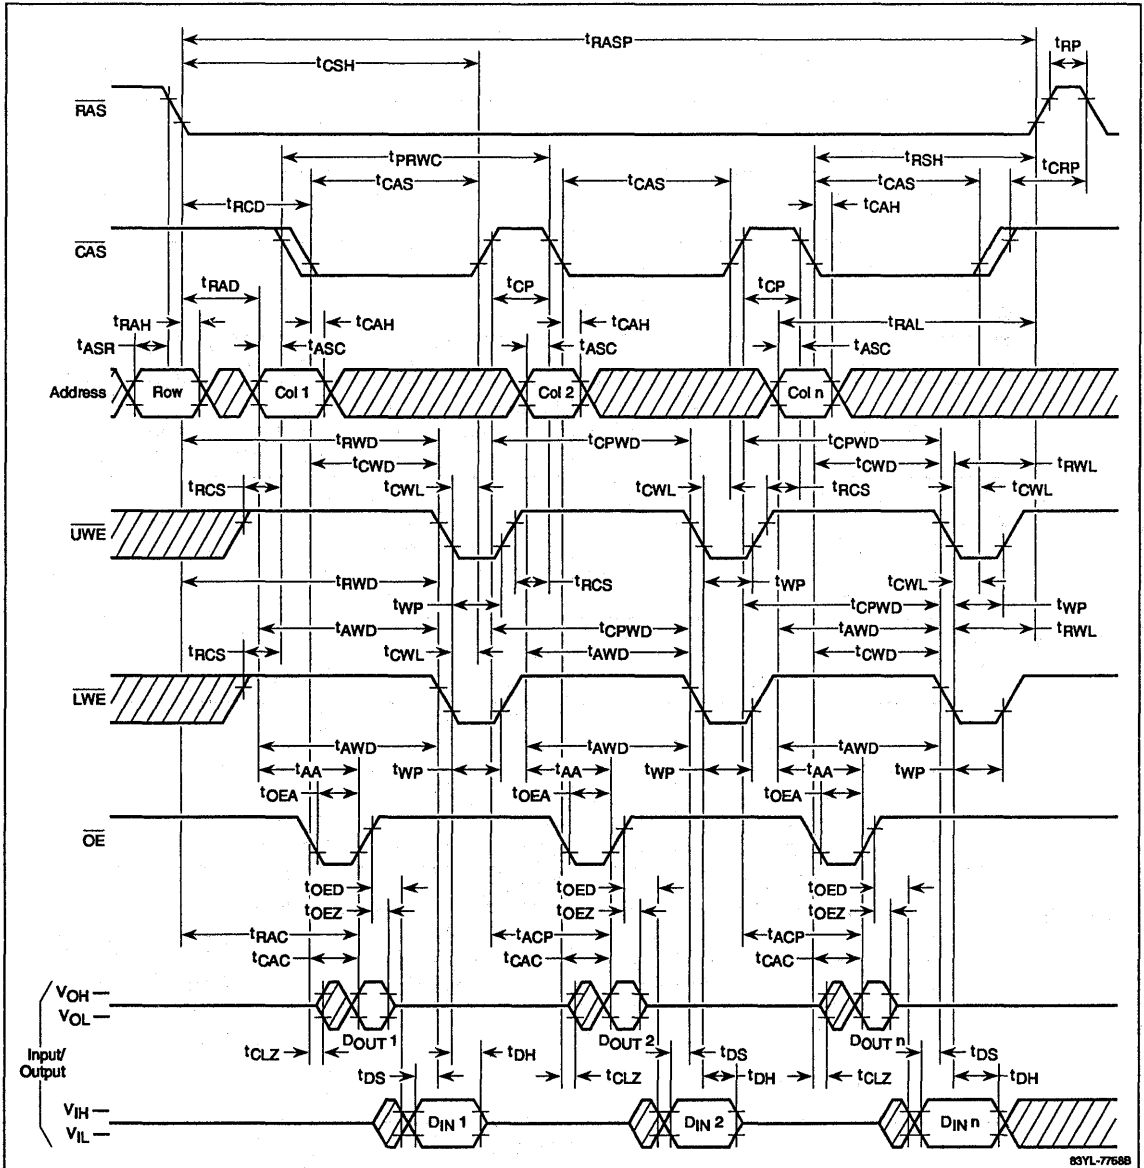 tRASP
tRP
tCSH
RAS
tPRWC
tRSH
tCAS
tCAS
tCAS
tCRP
tRCD
tCAH
CAS
tRAD
tCP
tCP
tRAH
tCAH
tCAH
tRAL
tASR
tASC
tASC
tASC
Address
Row
Col 1
Col 2
Col n
tRWD
tCPWD
tCPWD
tCWD
tCWD
tRWL
tRCS
tCWL
tCWL
tRCS
tCWL
UWE
tRWD
tRCS
tWP
tCWL
tWP
tCPWD
tWP
tAWD
tCPWD
tAWD
tRWL
tRCS
tCWL
tAWD
tCWD
LWE
tAWD
tAWD
tAWD
tAA
tWP
tAA
tWP
tAA
tWP
tOEA
tOEA
tOEA
OE
tOED
tOED
tOED
tOEZ
tOEZ
tOEZ
tRAC
tACP
tACP
tCAC
tCAC
tCAC
VOH
VOL
DOUT 1
DOUT 2
DOUT n
Input/
Output
tCLZ
tDH
tDS
tDS
tDS
tCLZ
tDH
tCLZ
tDH
VIH
VIL
DIN 1
DIN 2
DIN n
83YL-7768B